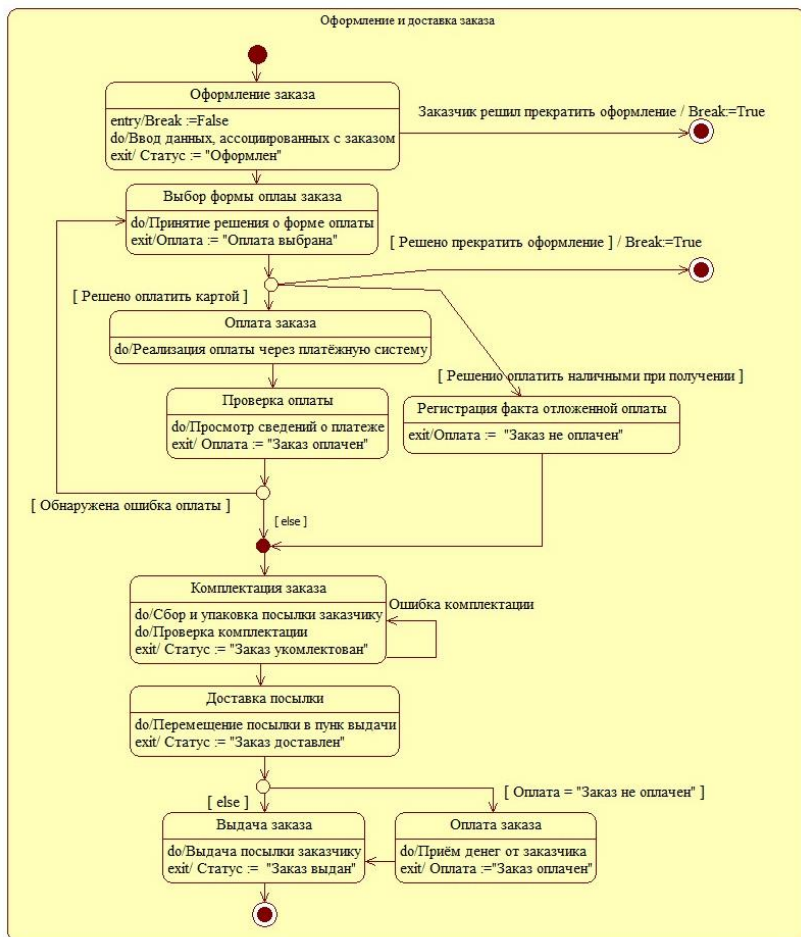 Оформление и доставка заказа
Оформление заказа
entry/Break :=False
do/Ввод данных, ассоциированных с заказом
exit/ Статус := "Оформлен"
Заказчик решил прекратить оформление / Break:=True
Выбор формы оплаы заказа
do/Принятие решения о форме оплаты
exit/Оплата := "Оплата выбрана"
[ Решено прекратить оформление ] / Break:=True
[ Решено оплатить картой ]
Оплата заказа
do/Реализация оплаты через платёжную систему
[ Решенио оплатить наличными при получении ]
Проверка оплаты
do/Просмотр сведений о платеже
exit/ Оплата := "Заказ оплачен"
Регистрация факта отложенной оплаты
exit/Оплата := "Заказ не оплачен"
[ Обнаружена ошибка оплаты ]
[ else ]
Комплектация заказа
do/Сбор и упаковка посылки заказчику
do/Проверка комплектации
exit/ Статус := "Заказ укомлектован"
Ошибка комплектации
Доставка посылки
do/Перемещение посылки в пунк выдачи
exit/ Статус := "Заказ доставлен"
[ else ]
[ Оплата = "Заказ не оплачен" ]
Выдача заказа
do/Выдача посылки заказчику
exit/ Статус := "Заказ выдан"
Оплата заказа
do/Приём денег от заказчика
exit/ Оплата :="Заказ оплачен"